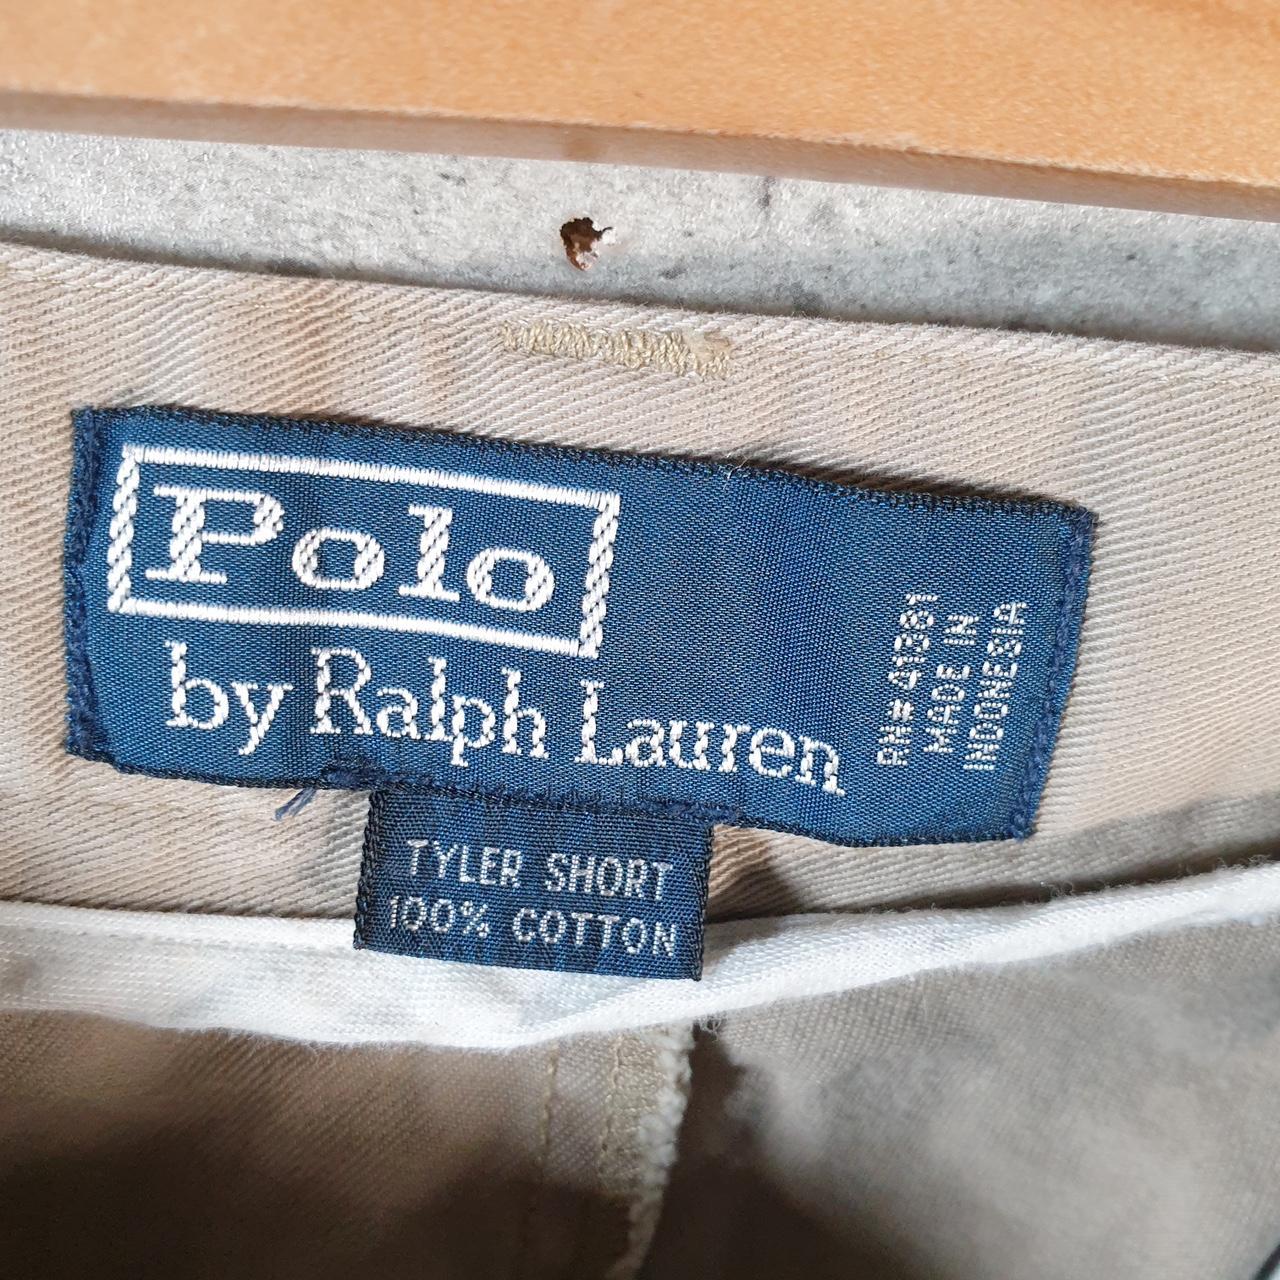 Polo
by Ralph Lauren
RN# 41381
MADE IN
INDONESIA
TYLER SHORT
100% COTTON